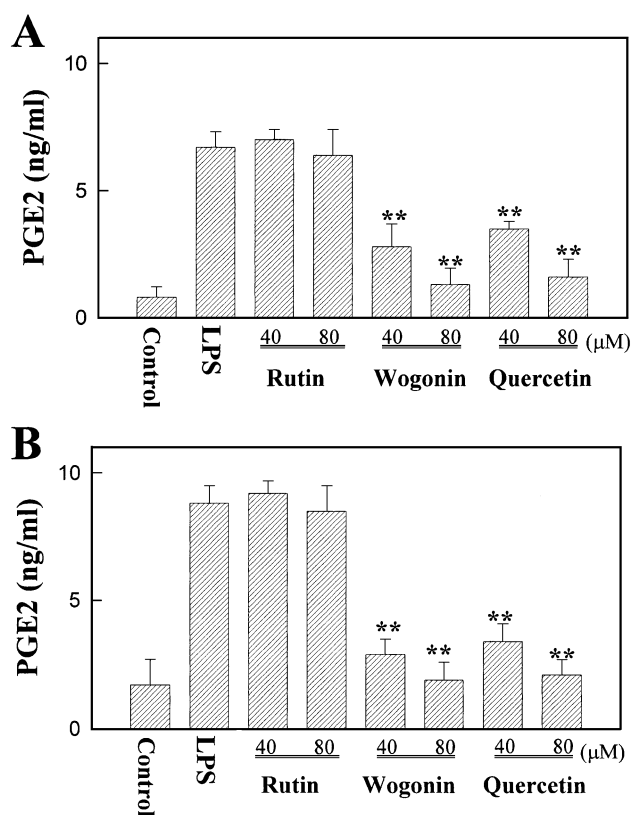 A
10
5
0
PGE2 (ng/ml)
** ** ** **
Control LPS 40 80 40 80 40 80 (μM)
Rutin Wogonin Quercetin
B
10
5
0
PGE2 (ng/ml)
** ** ** **
Control LPS 40 80 40 80 40 80 (μM)
Rutin Wogonin Quercetin